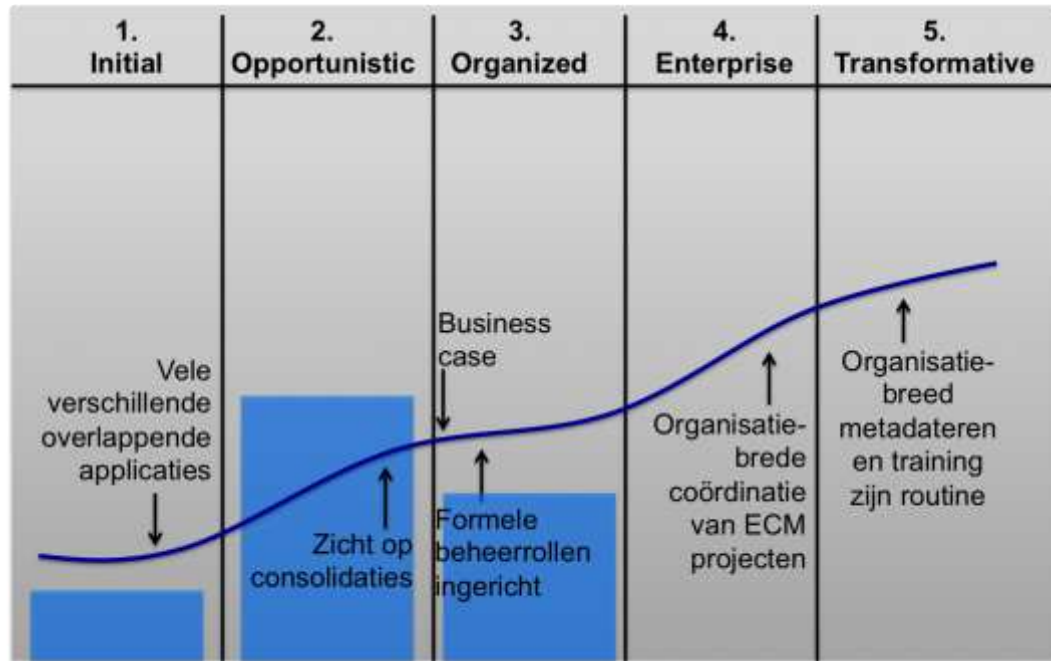 1.
Initial
2.
Opportunistic
3.
Organized
4.
Enterprise
5.
Transformative
Vele
verschillende
overlappende
applicaties
Zicht op
consolidaties
Business
case
Formele
beheerrollen
ingericht
Organisatie-
brede
coördinatie
van ECM
projecten
Organisatie-
breed
metadateren
en training
zijn routine